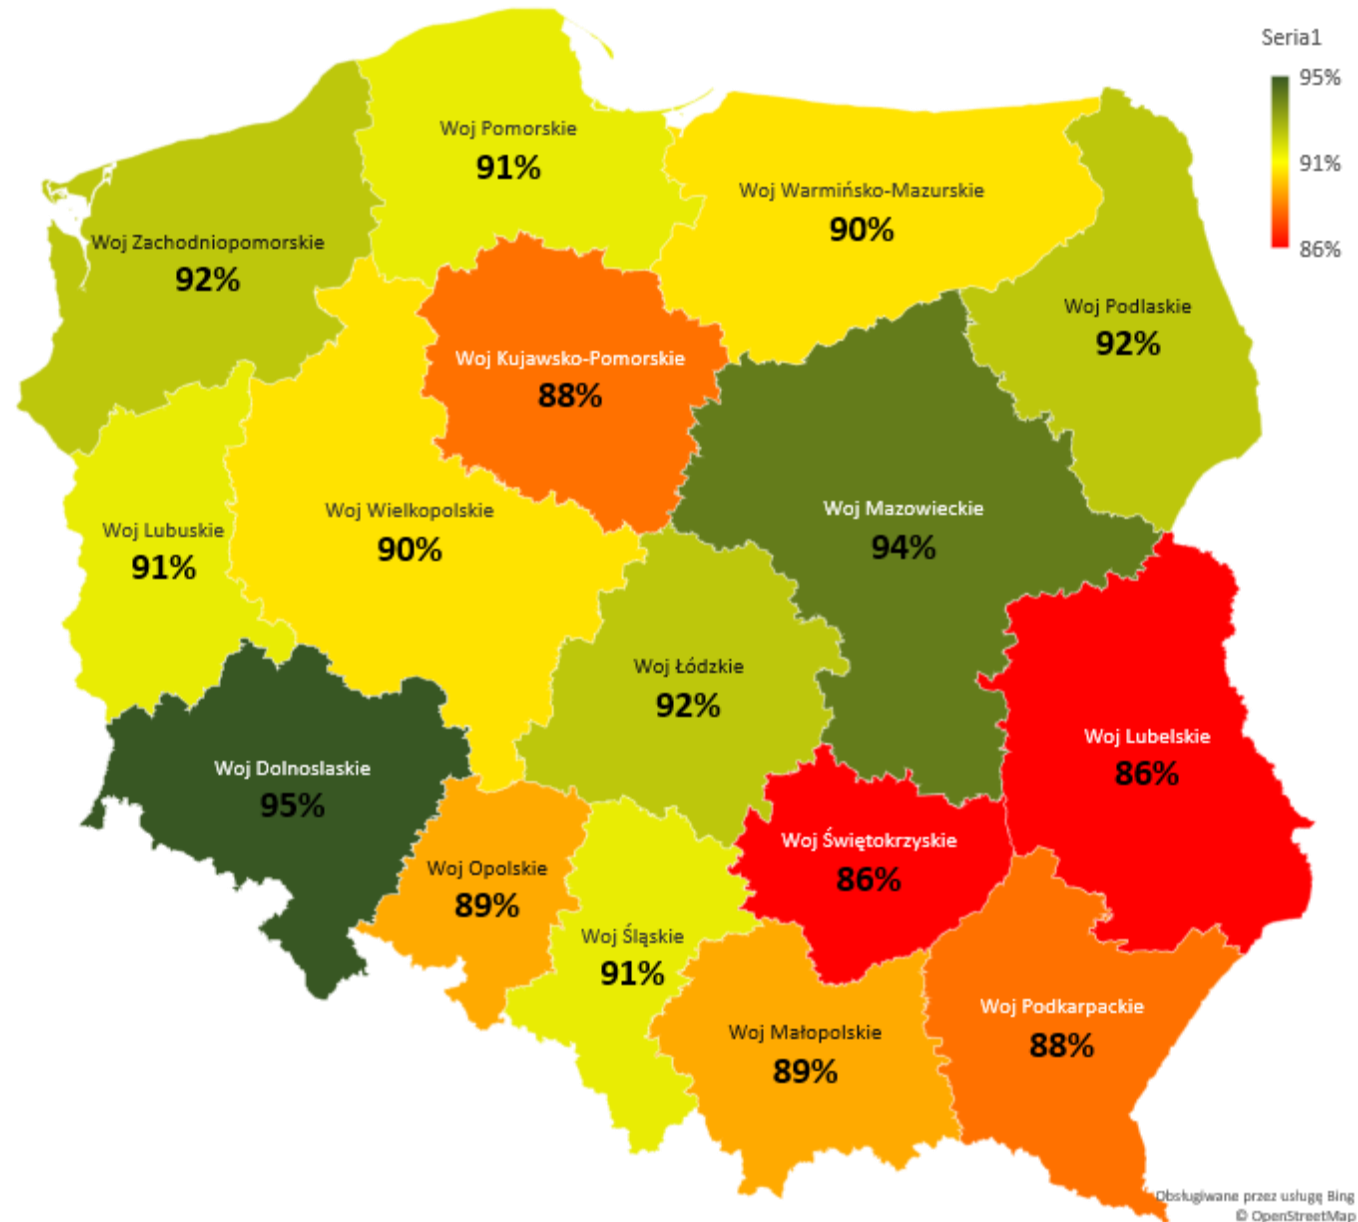 Seria1
95%
91%
86%
Woj Pomorskie
91%
Woj Warmińsko-Mazurskie
90%
Woj Zachodniopomorskie
92%
Woj Podlaskie
92%
Woj Kujawsko-Pomorskie
88%
Woj Wielkopolskie
90%
Woj Mazowieckie
94%
Woj Lubuskie
91%
Woj Łódzkie
92%
Woj Lubelskie
86%
Woj Dolnoslaskie
95%
Woj Świętokrzyskie
86%
Woj Opolskie
89%
Woj Śląskie
91%
Woj Podkarpackie
88%
Woj Małopolskie
89%
Obsługiwane przez usługę Bing
© OpenStreetMap